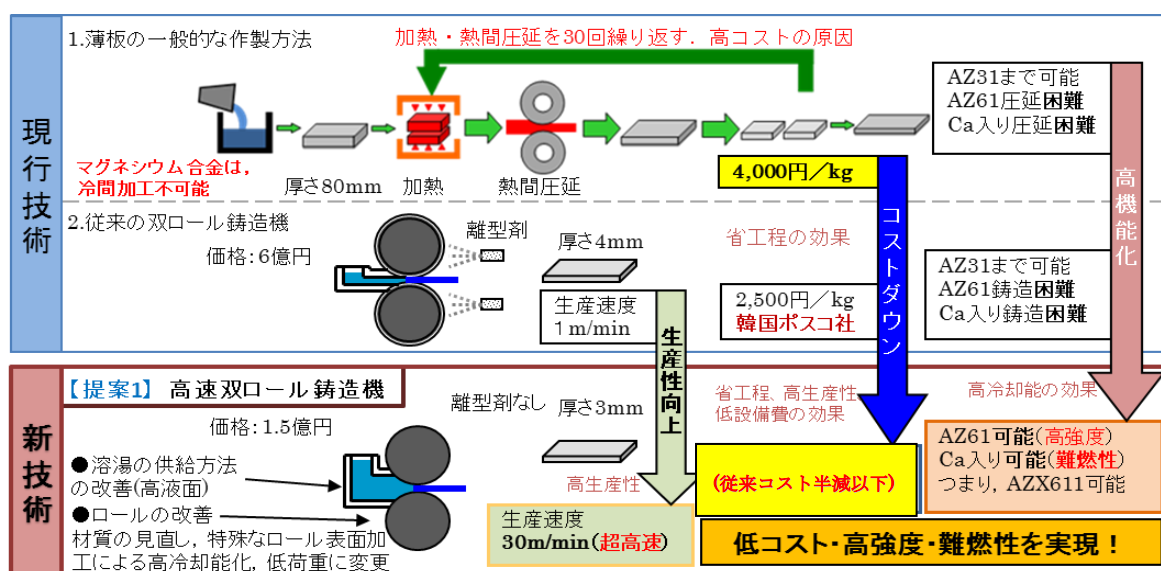 現行技術
1.薄板の一般的な作製方法
加熱・熱間圧延を30回繰り返す．高コストの原因
マグネシウム合金は，
冷間加工不可能
厚さ80mm
加熱
熱間圧延
4,000円／kg
AZ31まで可能
AZ61圧延困難
Ca入り圧延困難
2.従来の双ロール鋳造機
価格：6億円
離型剤
厚さ4mm
生産速度
１m/min
省工程の効果
2,500円／kg
韓国ポスコ社
コストダウン
高機能化
AZ31まで可能
AZ61鋳造困難
Ca入り鋳造困難
生産性向上
新技術
【提案1】 高速双ロール鋳造機
価格：1.5億円
●溶湯の供給方法
の改善(高液面)
●ロールの改善
材質の見直し，特殊なロール表面加
工による高冷却能化，低荷重に変更
離型剤なし
厚さ3mm
高生産性
生産速度
30m/min(超高速)
省工程、高生産性
低設備費の効果
(従来コスト半減以下)
高冷却能の効果
AZ61可能(高強度)
Ca入り可能(難燃性)
つまり，AZX611可能
低コスト・高強度・難燃性を実現！